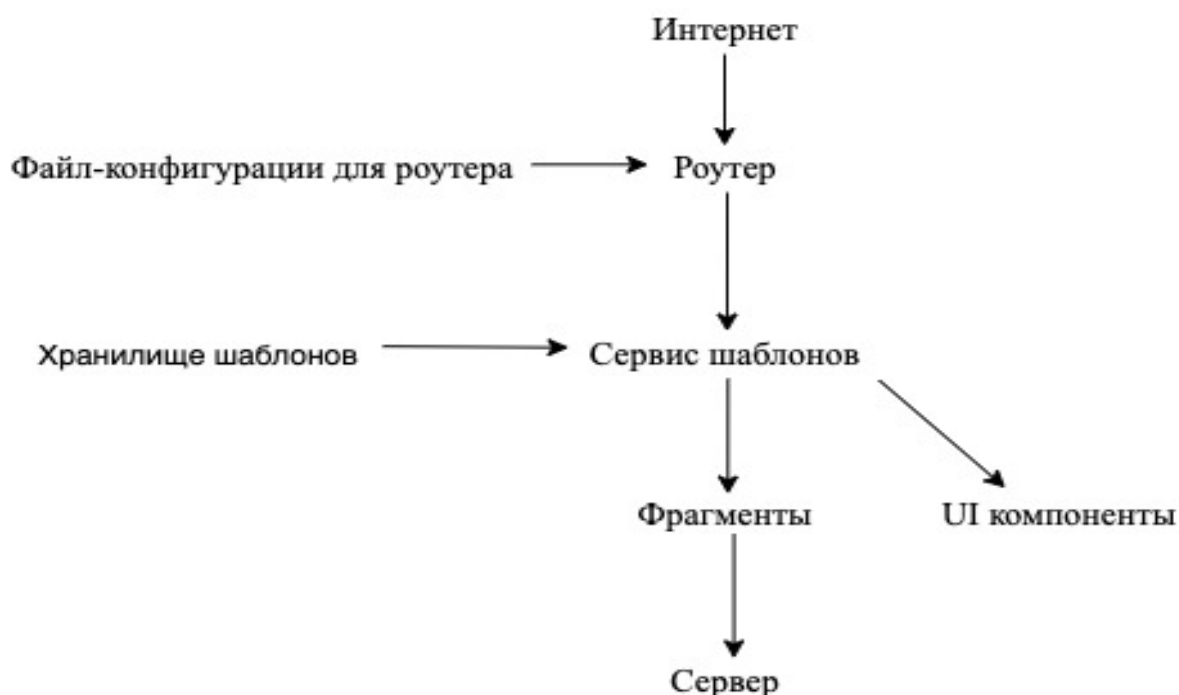 Интернет
Файл-конфигурации для роутера
Роутер
Хранилище шаблонов
Сервис шаблонов
Фрагменты
UI компоненты
Сервер